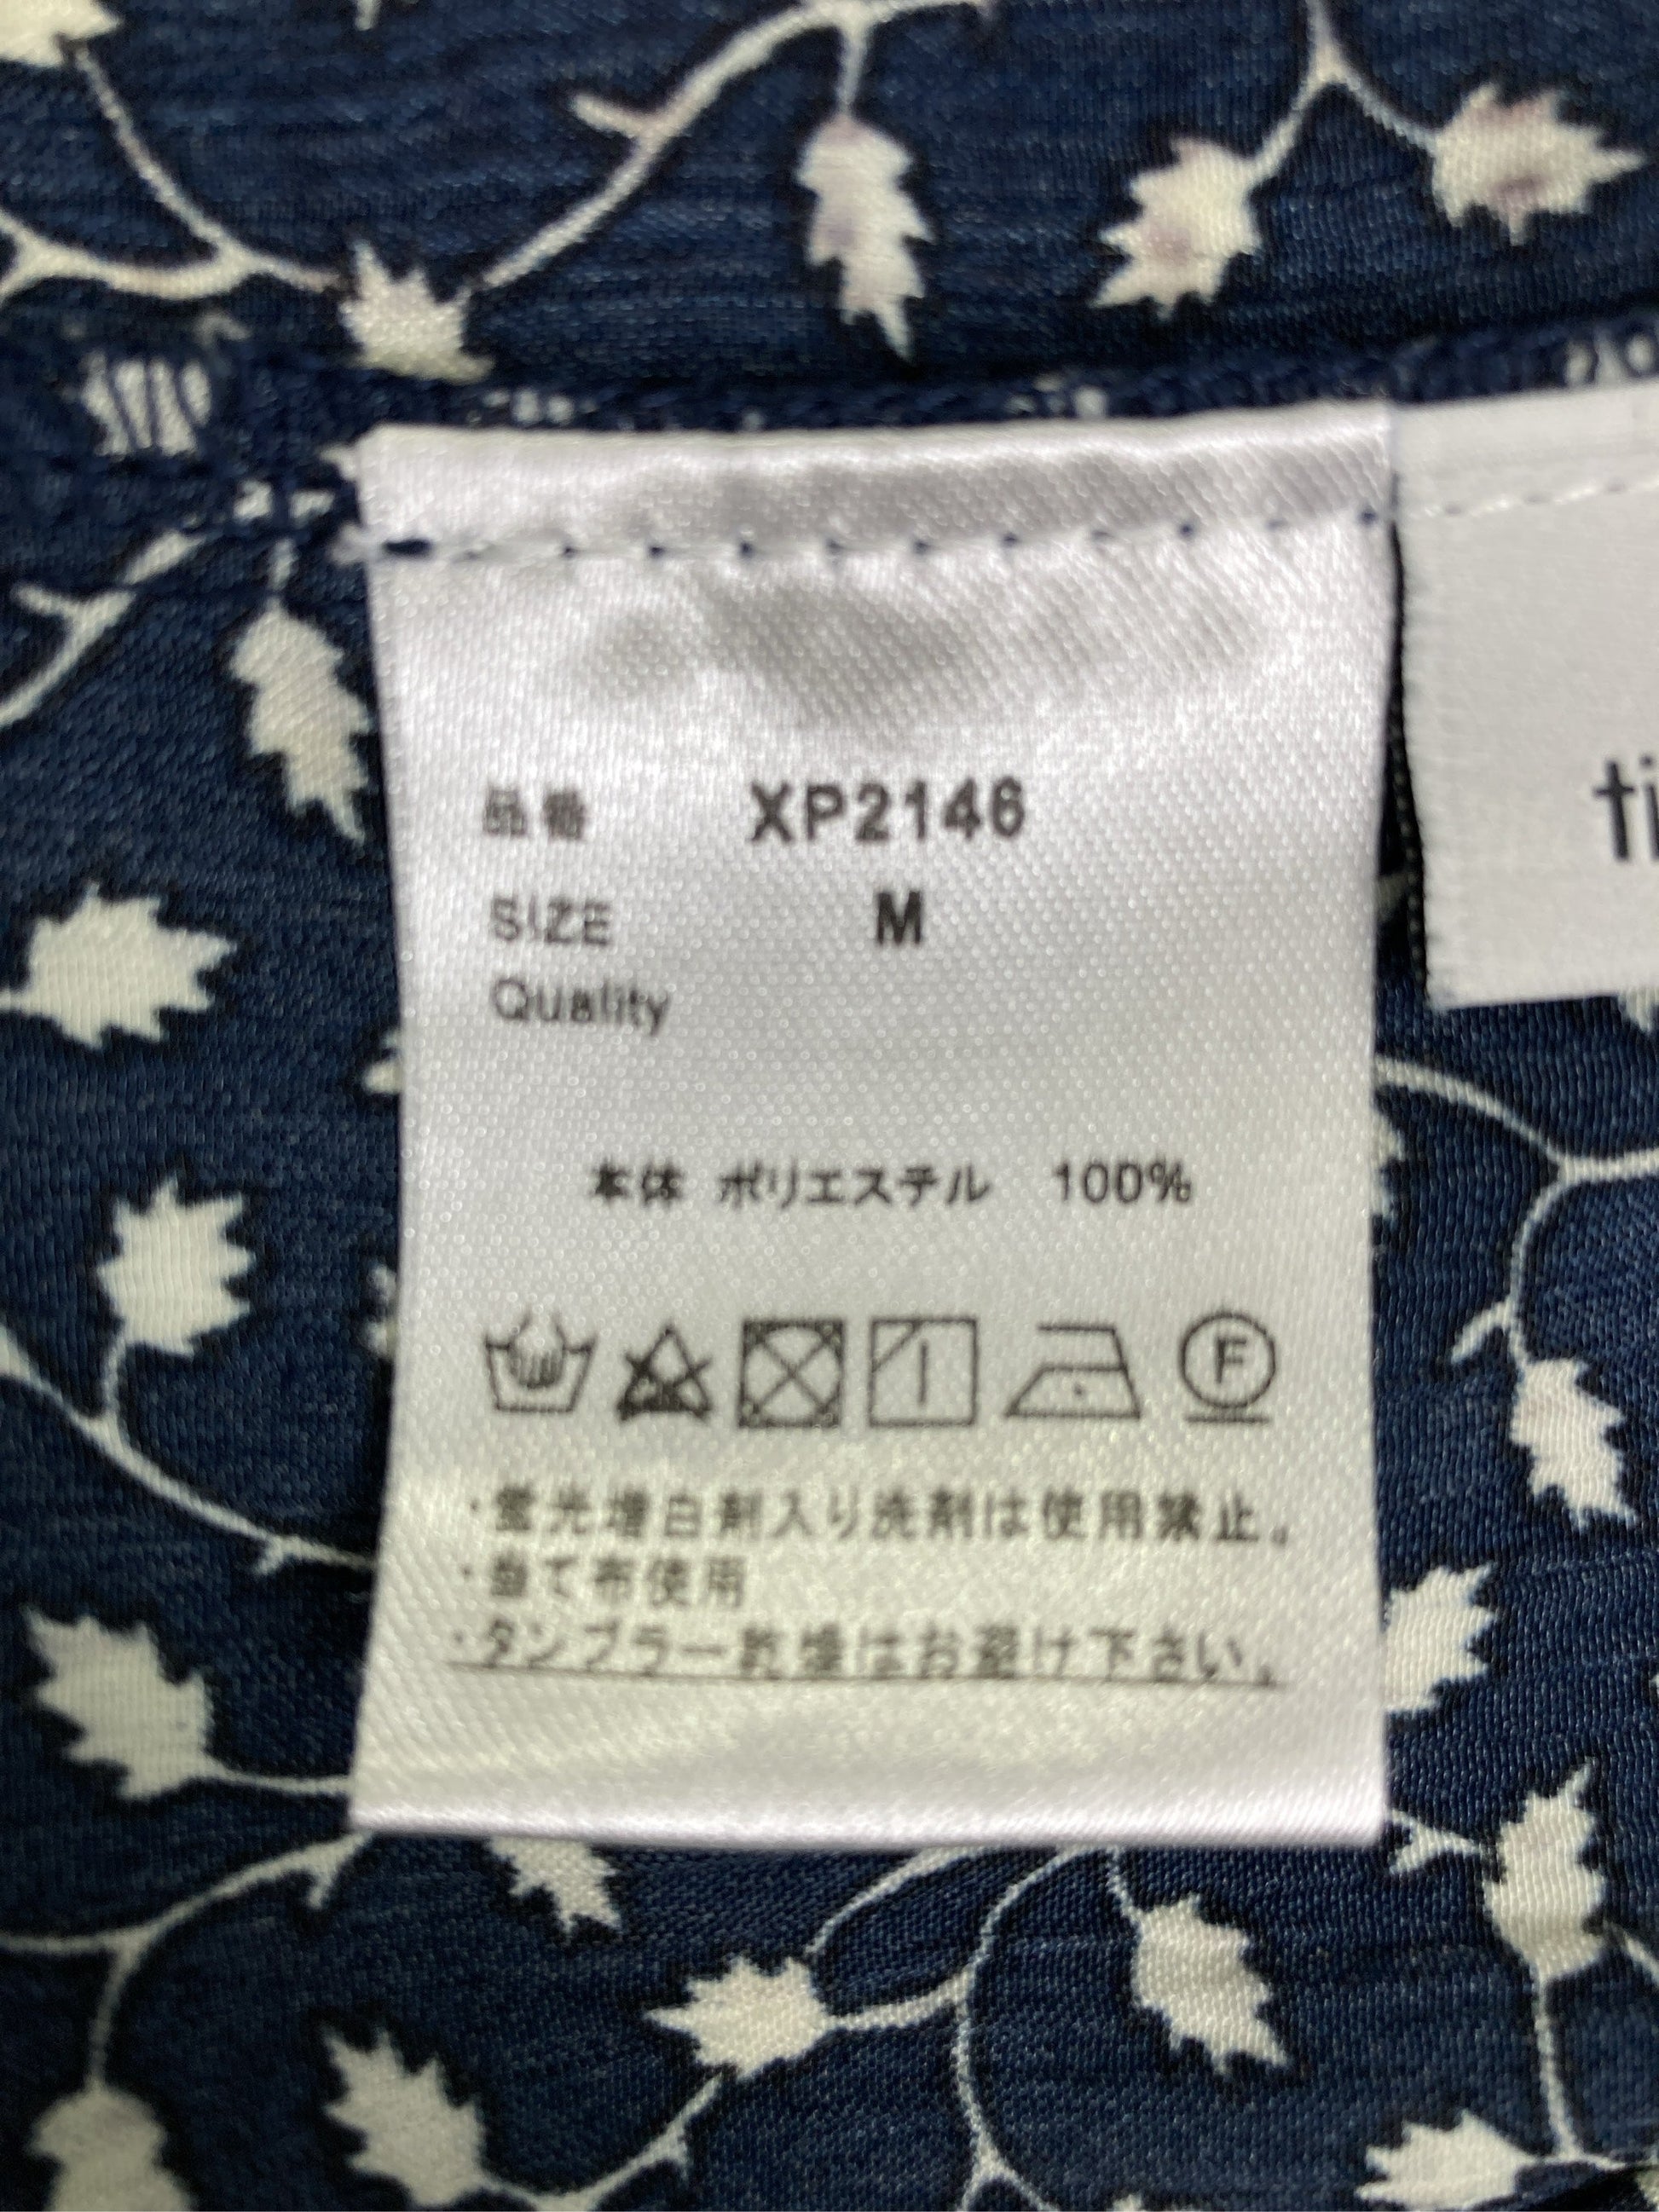 品番 XP2146
SIZE M
Quality
本体 ポリエステル 100%
F
・蛍光増白剤入り洗剤は使用禁止。
・当て布使用
・タンブラー乾燥はお避け下さい。
ti